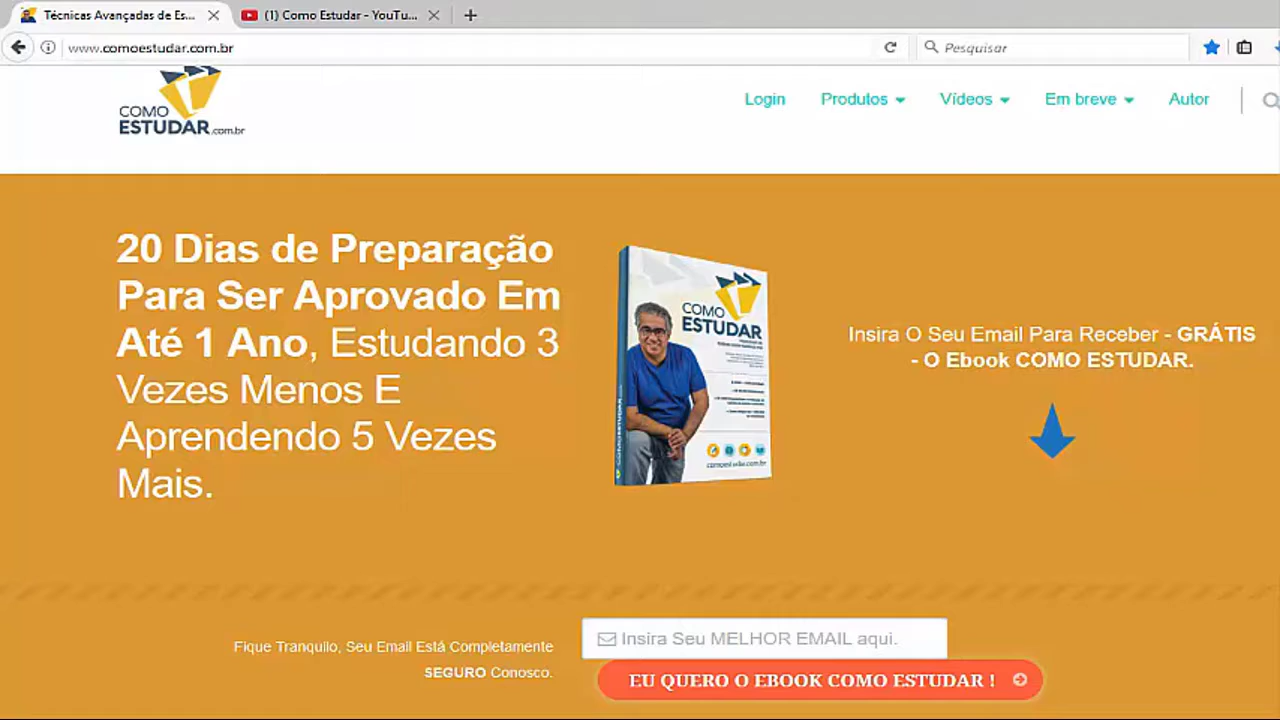 Técnicas Avançadas de Es...
(1) Como Estudar - YouTu...
www.comoestudar.com.br
Pesquisar
COMO
ESTUDAR.com.br
Login
Produtos
Vídeos
Em breve
Autor
20 Dias de Preparação
Para Ser Aprovado Em
Até 1 Ano, Estudando 3
Vezes Menos E
Aprendendo 5 Vezes
Mais.
COMO
ESTUDAR
comoestudar.com.br
Insira O Seu Email Para Receber - GRÁTIS
- O Ebook COMO ESTUDAR.
Fique Tranquilo, Seu Email Está Completamente
SEGURO Conosco.
Insira Seu MELHOR EMAIL aqui.
EU QUERO O EBOOK COMO ESTUDAR !